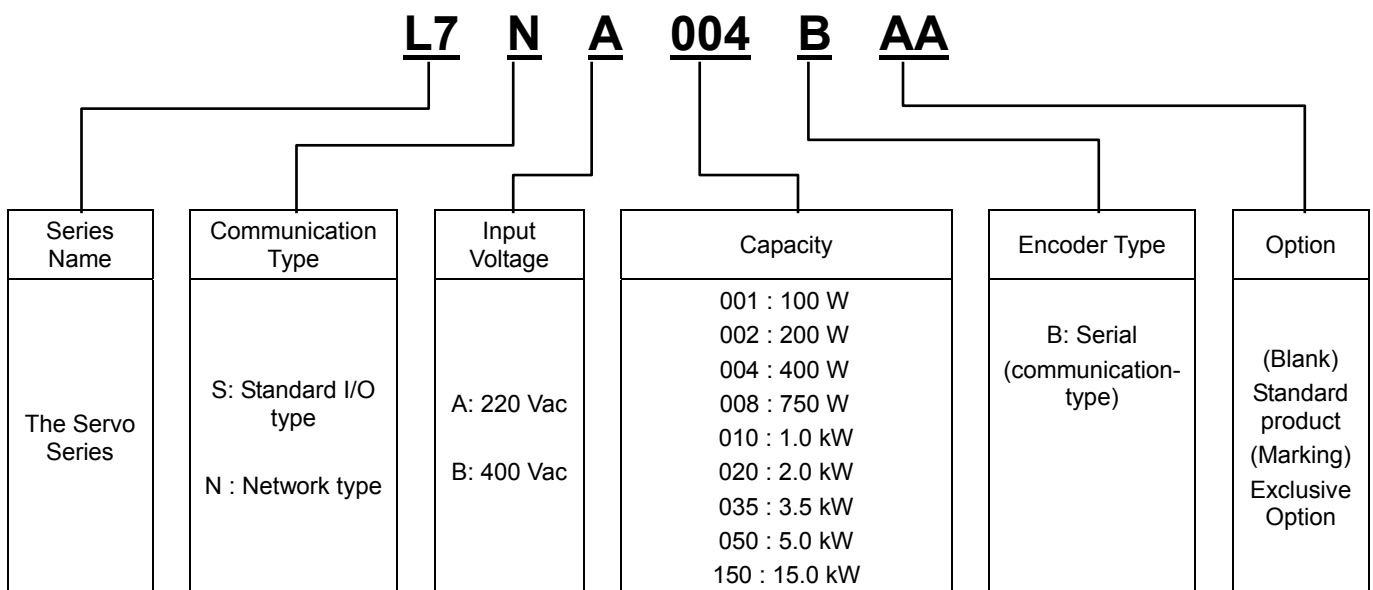 L7 N A 004 B AA
Series
Name
The Servo
Series
Communication
Type
S: Standard I/O
type
N : Network type
Input
Voltage
A: 220 Vac
B: 400 Vac
Capacity
001 : 100 W
002 : 200 W
004 : 400 W
008 : 750 W
010 : 1.0 kW
020 : 2.0 kW
035 : 3.5 kW
050 : 5.0 kW
150 : 15.0 kW
Encoder Type
B: Serial
(communication-
type)
Option
(Blank)
Standard
product
(Marking)
Exclusive
Option